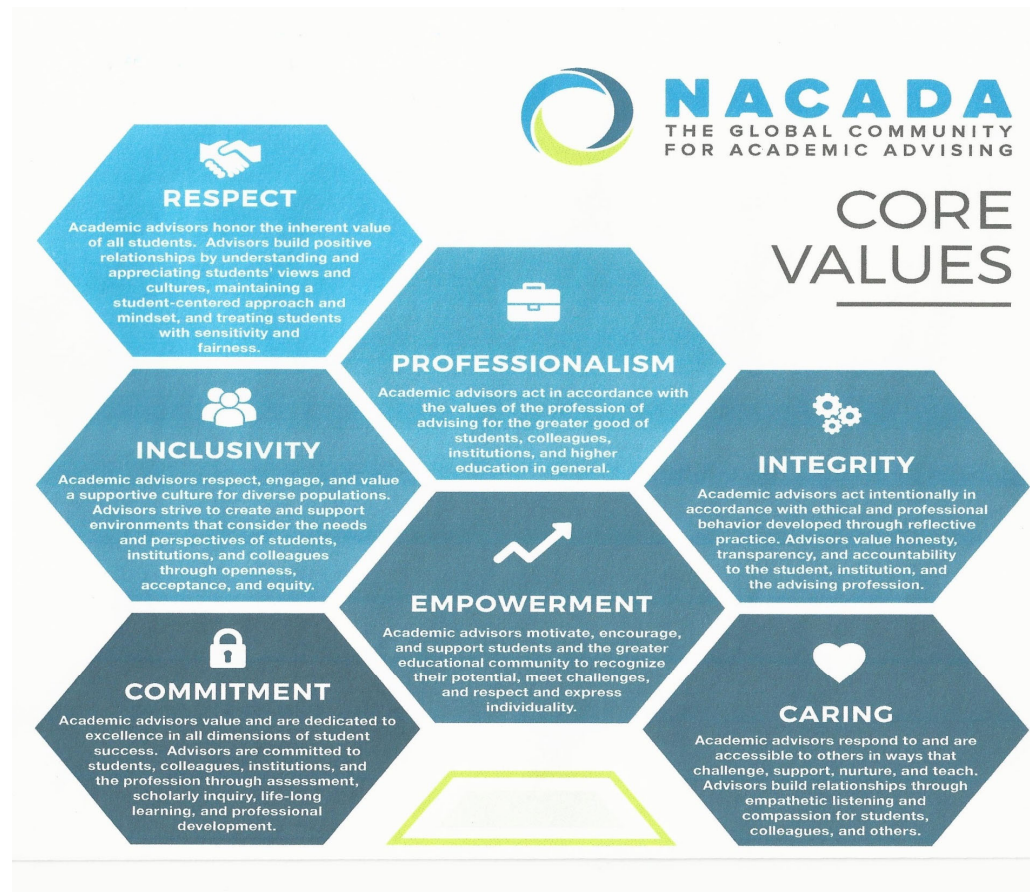 NACADA
THE GLOBAL COMMUNITY
FOR ACADEMIC ADVISING
CORE
VALUES
RESPECT
Academic advisors honor the inherent value
of all students. Advisors build positive
relationships by understanding and
appreciating students' views and
cultures, maintaining a
student-centered approach and
mindset, and treating students
with sensitivity and
fairness.
PROFESSIONALISM
Academic advisors act in accordance with
the values of the profession of
advising for the greater good of
students, colleagues,
institutions, and higher
education in general.
INCLUSIVITY
Academic advisors respect, engage, and value
a supportive culture for diverse populations.
Advisors strive to create and support
environments that consider the needs
and perspectives of students,
institutions, and colleagues
through openness,
acceptance, and equity.
INTEGRITY
Academic advisors act intentionally in
accordance with ethical and professional
behavior developed through reflective
practice. Advisors value honesty,
transparency, and accountability
to the student, institution, and
the advising profession.
EMPOWERMENT
Academic advisors motivate, encourage,
and support students and the greater
educational community to recognize
their potential, meet challenges,
and respect and express
individuality.
COMMITMENT
Academic advisors value and are dedicated to
excellence in all dimensions of student
success. Advisors are committed to
students, colleagues, institutions, and
the profession through assessment,
scholarly inquiry, life-long
learning, and professional
development.
CARING
Academic advisors respond to and are
accessible to others in ways that
challenge, support, nurture, and teach.
Advisors build relationships through
empathetic listening and
compassion for students,
colleagues, and others.